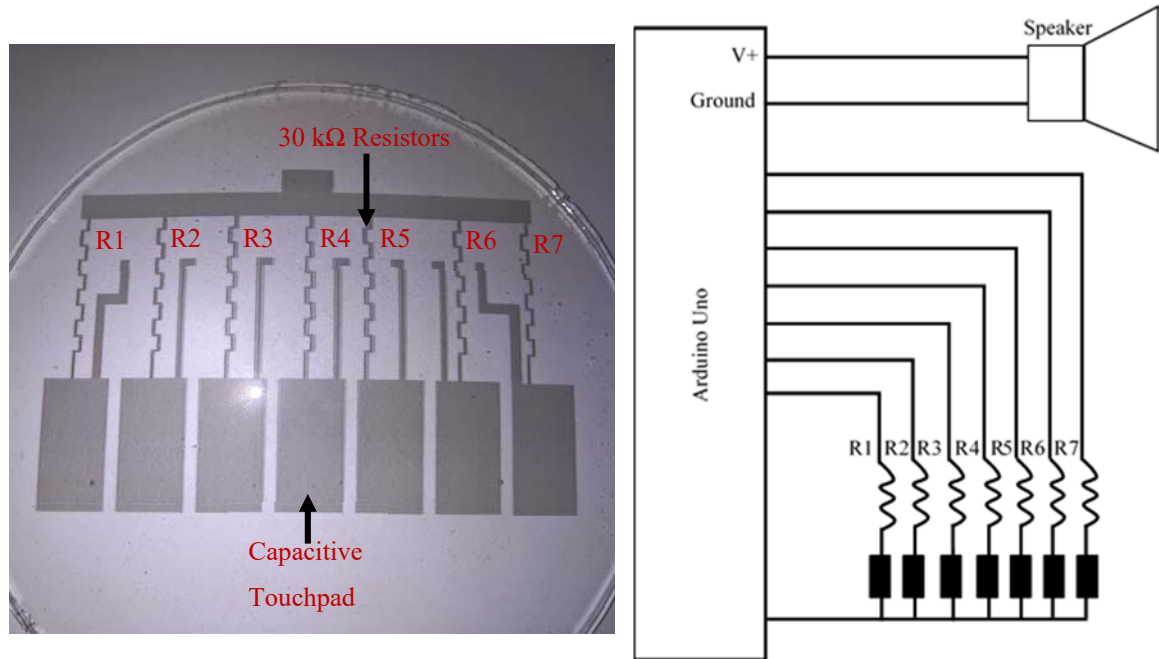 30 kΩ Resistors
R1
R2
R3
R4
R5
R6
R7
Capacitive
Touchpad
Speaker
V+
Ground
Arduino Uno
R1
R2
R3
R4
R5
R6
R7